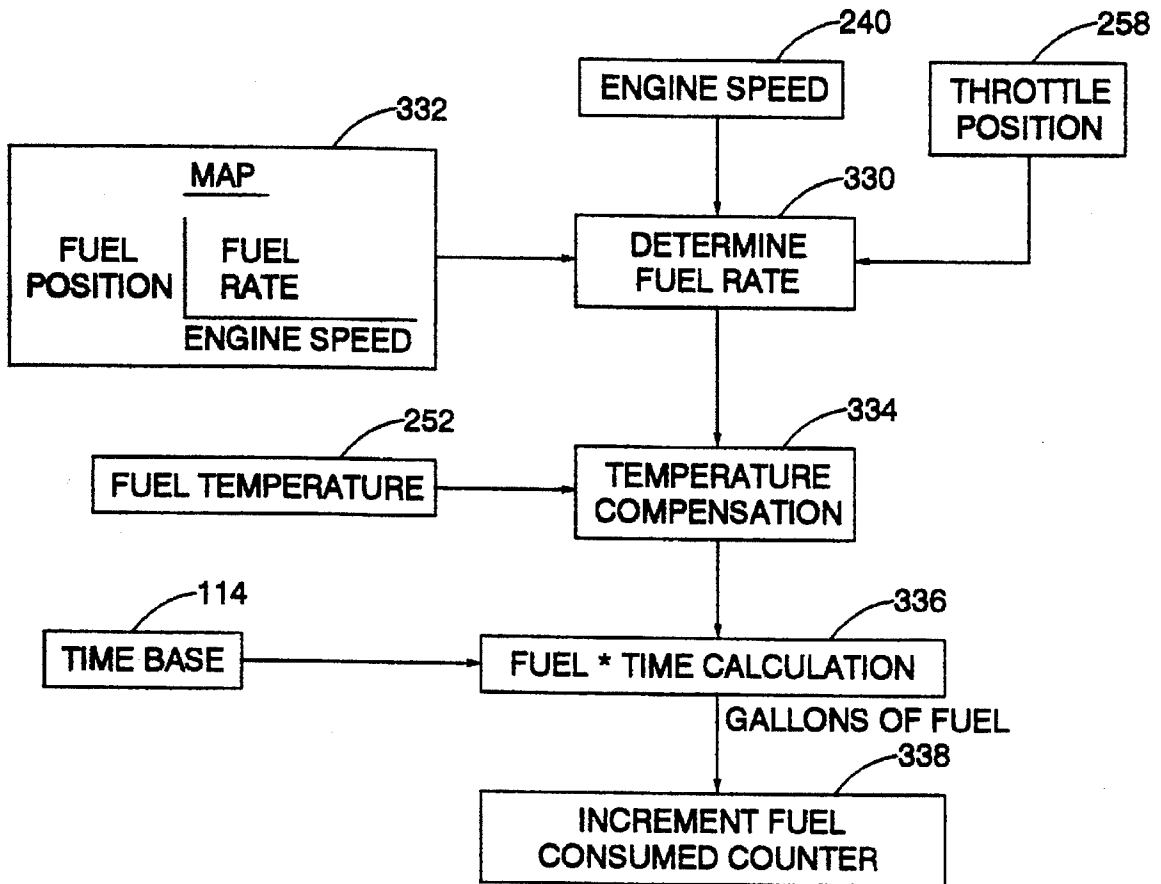 240
ENGINE SPEED
258
THROTTLE
POSITION
332
MAP
FUEL
POSITION
FUEL
RATE
ENGINE SPEED
330
DETERMINE
FUEL RATE
252
FUEL TEMPERATURE
334
TEMPERATURE
COMPENSATION
114
TIME BASE
336
FUEL * TIME CALCULATION
GALLONS OF FUEL
338
INCREMENT FUEL
CONSUMED COUNTER